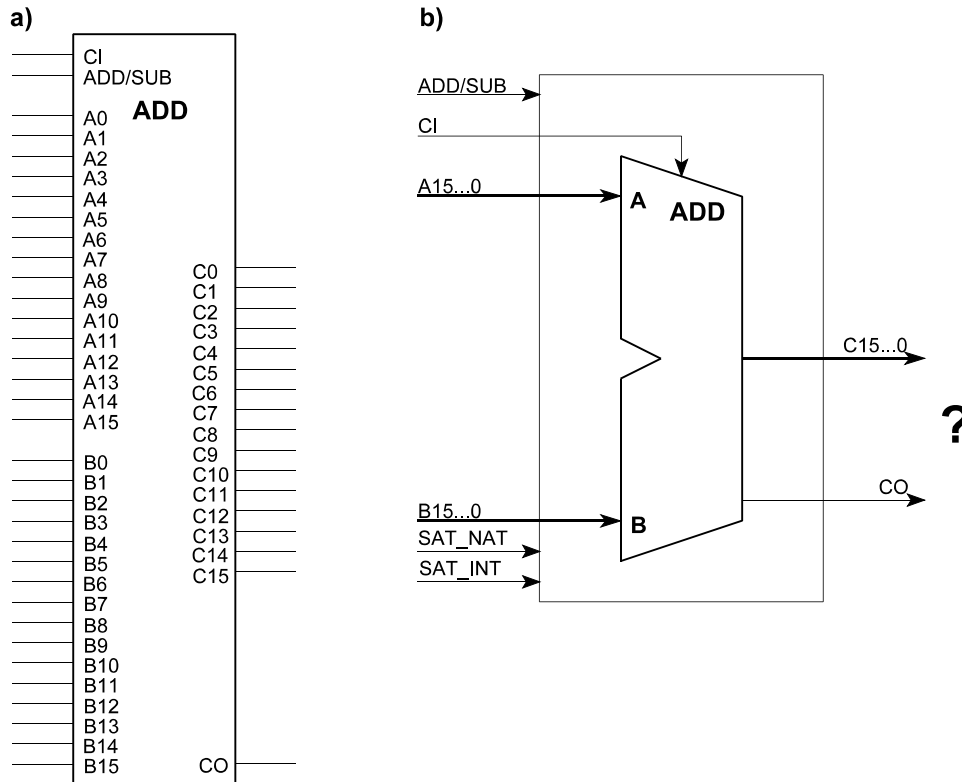 a)
CI
ADD/SUB
ADD
A0
A1
A2
A3
A4
A5
A6
A7
A8
A9
A10
A11
A12
A13
A14
A15
B0
B1
B2
B3
B4
B5
B6
B7
B8
B9
B10
B11
B12
B13
B14
B15
C0
C1
C2
C3
C4
C5
C6
C7
C8
C9
C10
C11
C12
C13
C14
C15
CO
b)
ADD/SUB
CI
A15...0
A
ADD
C15...0
?
CO
B15...0
B
SAT_NAT
SAT_INT